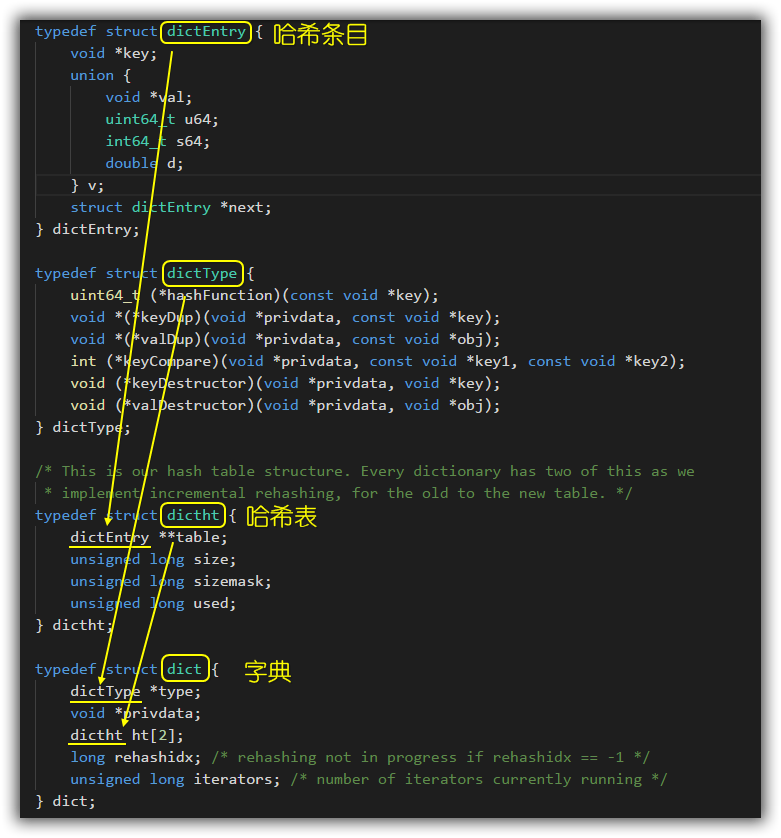 typedef struct dictEntry { 哈希条目
    void *key;
    union {
        void *val;
        uint64_t u64;
        int64_t s64;
        double d;
    } v;
    struct dictEntry *next;
} dictEntry;
typedef struct dictType {
    uint64_t (*hashFunction)(const void *key);
    void *(*keyDup)(void *privdata, const void *key);
    void *(*valDup)(void *privdata, const void *obj);
    int (*keyCompare)(void *privdata, const void *key1, const void *key2);
    void (*keyDestructor)(void *privdata, void *key);
    void (*valDestructor)(void *privdata, void *obj);
} dictType;
/* This is our hash table structure. Every dictionary has two of this as we
 * implement incremental rehashing, for the old to the new table. */
typedef struct dictht { 哈希表
    dictEntry **table;
    unsigned long size;
    unsigned long sizemask;
    unsigned long used;
} dictht;
typedef struct dict { 字典
    dictType *type;
    void *privdata;
    dictht ht[2];
    long rehashidx; /* rehashing not in progress if rehashidx == -1 */
    unsigned long iterators; /* number of iterators currently running */
} dict;